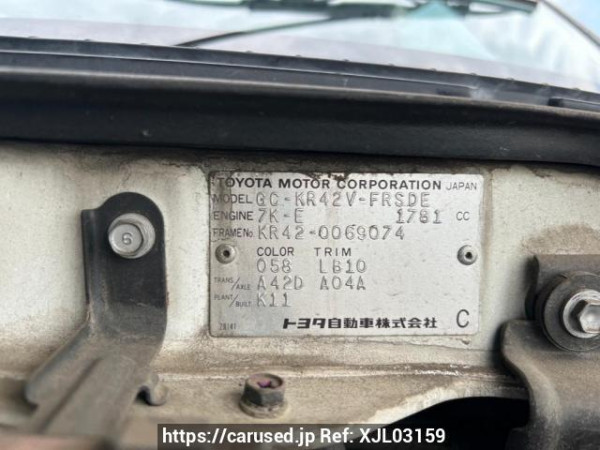 TOYOTA MOTOR CORPORATION JAPAN
MODEL GC-KR42V-FRSDE
ENGINE 7K-E 1781 CC
FRAME No. KR42-0069074
COLOR TRIM
058 LB10
TRANS./AXLE A42D A04A
PLANT/BUILT K11
トヨタ自動車株式会社 C
6
https://carused.jp Ref: XJL03159